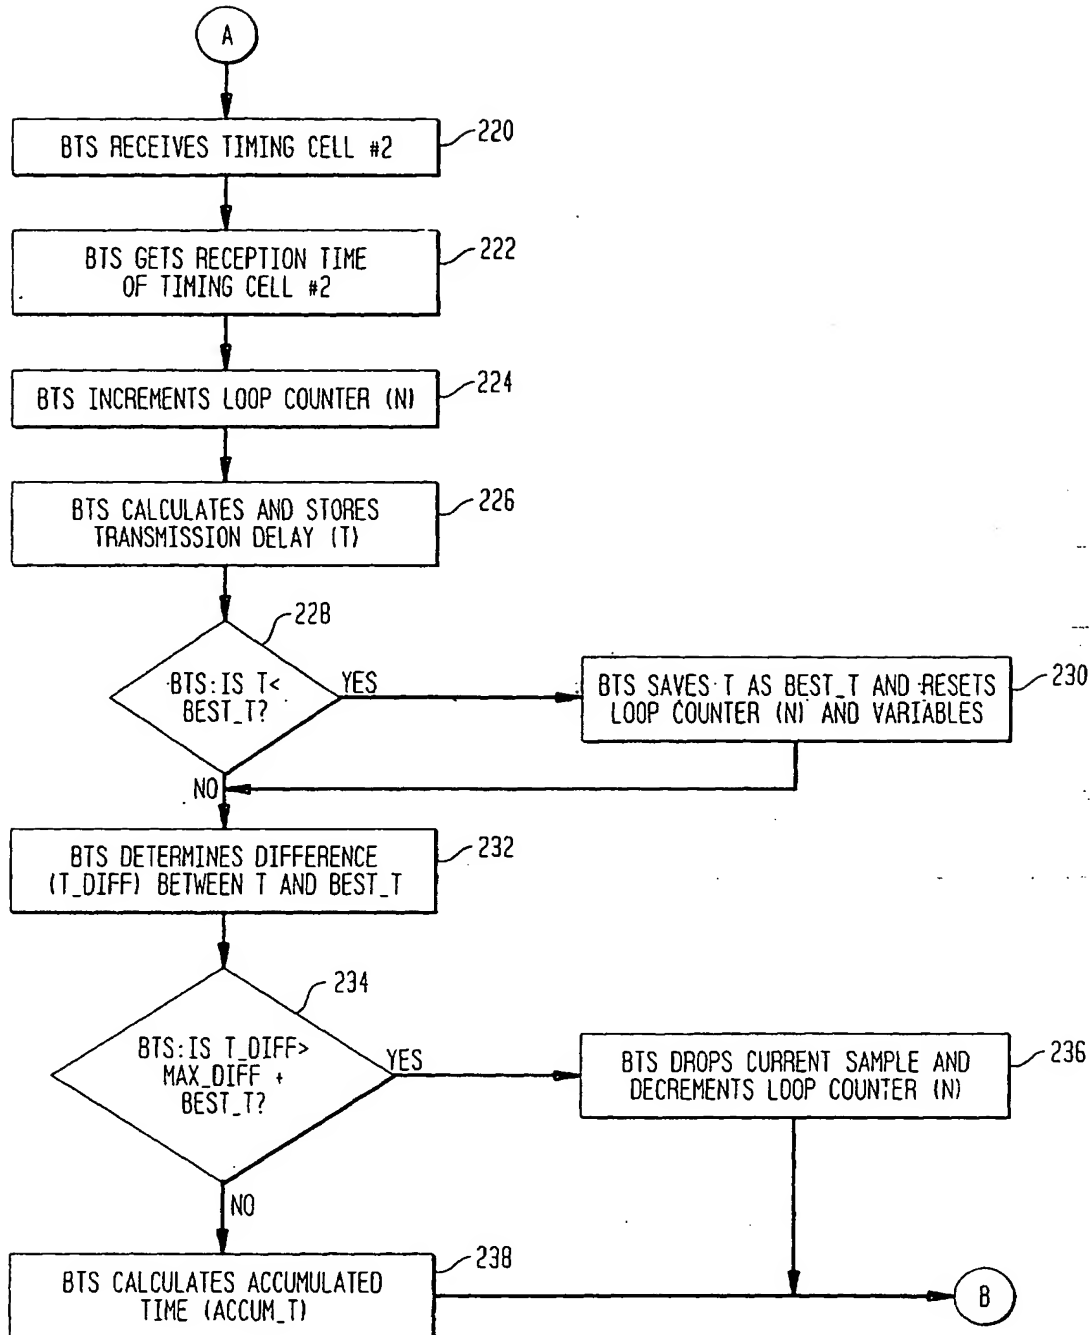 A
BTS RECEIVES TIMING CELL #2
220
BTS GETS RECEPTION TIME
OF TIMING CELL #2
222
BTS INCREMENTS LOOP COUNTER (N)
224
BTS CALCULATES AND STORES
TRANSMISSION DELAY (T)
226
228
BTS: IS T<
BEST_T?
YES
BTS SAVES T AS BEST_T AND RESETS
LOOP COUNTER (N) AND VARIABLES
230
NO
BTS DETERMINES DIFFERENCE
(T_DIFF) BETWEEN T AND BEST_T
232
234
BTS: IS T_DIFF>
MAX_DIFF +
BEST_T?
YES
BTS DROPS CURRENT SAMPLE AND
DECREMENTS LOOP COUNTER (N)
236
NO
BTS CALCULATES ACCUMULATED
TIME (ACCUM_T)
238
B